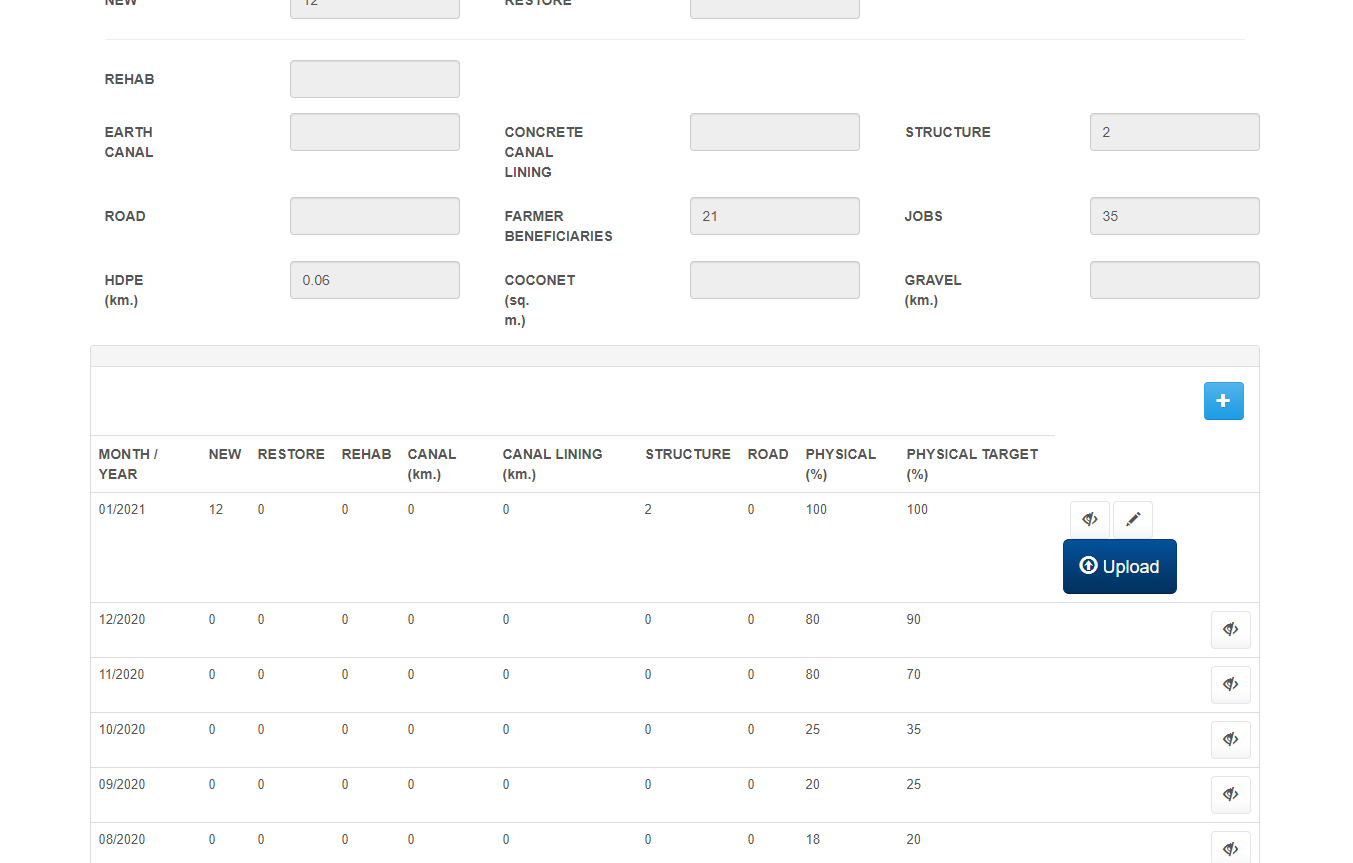 NEW 12 RESTORE
REHAB
EARTH CONCRETE STRUCTURE 2
CANAL CANAL
LINING
ROAD FARMER 21 JOBS 35
BENEFICIARIES
HDPE 0.06 COCONET GRAVEL
(km.) (sq. (km.)
m.)
+
MONTH / NEW RESTORE REHAB CANAL CANAL LINING STRUCTURE ROAD PHYSICAL PHYSICAL TARGET
YEAR (km.) (km.) (%) (%)
01/2021 12 0 0 0 0 2 0 100 100
Upload
12/2020 0 0 0 0 0 0 0 80 90
11/2020 0 0 0 0 0 0 0 80 70
10/2020 0 0 0 0 0 0 0 25 35
09/2020 0 0 0 0 0 0 0 20 25
08/2020 0 0 0 0 0 0 0 18 20